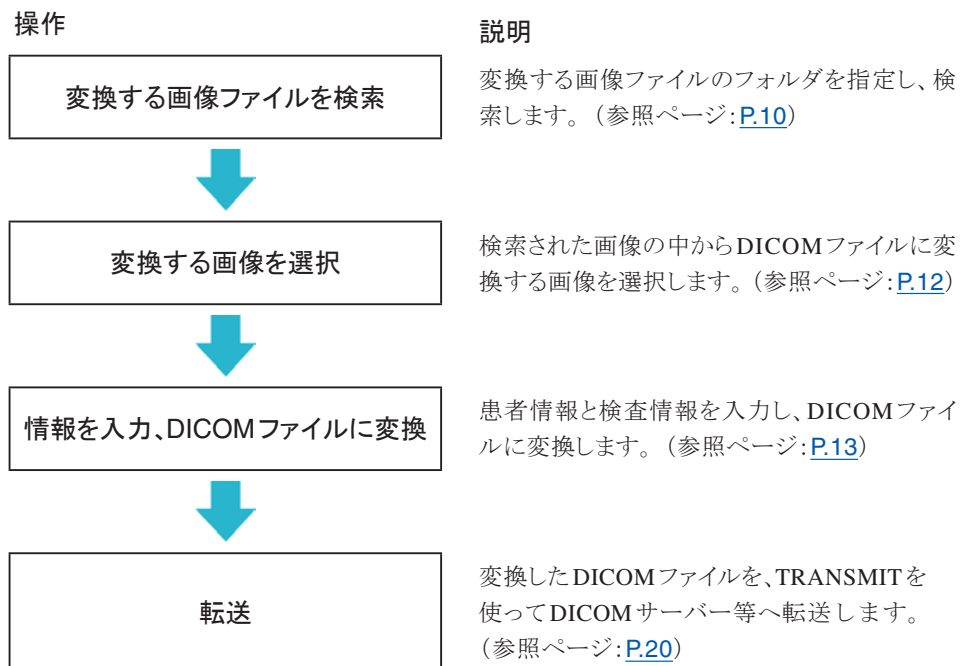 操作
説明
変換する画像ファイルを検索
変換する画像ファイルのフォルダを指定し、検
索します。（参照ページ：P.10）
変換する画像を選択
検索された画像の中からDICOMファイルに変
換する画像を選択します。（参照ページ：P.12）
情報を入力、DICOMファイルに変換
患者情報と検査情報を入力し、DICOMファイ
ルに変換します。（参照ページ：P.13）
転送
変換したDICOMファイルを、TRANSMITを
使ってDICOMサーバー等へ転送します。
（参照ページ：P.20）